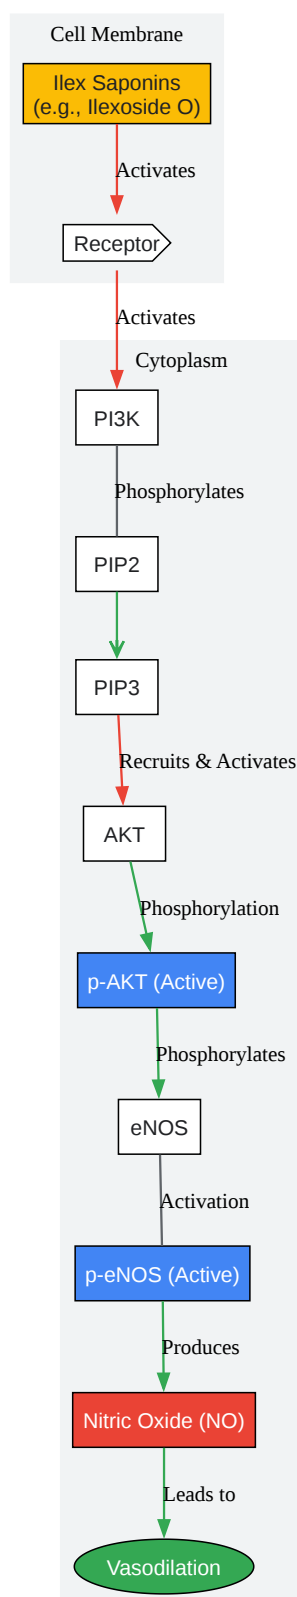 Cell Membrane
Ilex Saponins
(e.g., Ilexoside O)
Activates
Receptor
Activates
Cytoplasm
PI3K
Phosphorylates
PIP2
PIP3
Recruits & Activates
AKT
Phosphorylation
p-AKT (Active)
Phosphorylates
eNOS
Activation
p-eNOS (Active)
Produces
Nitric Oxide (NO)
Leads to
Vasodilation